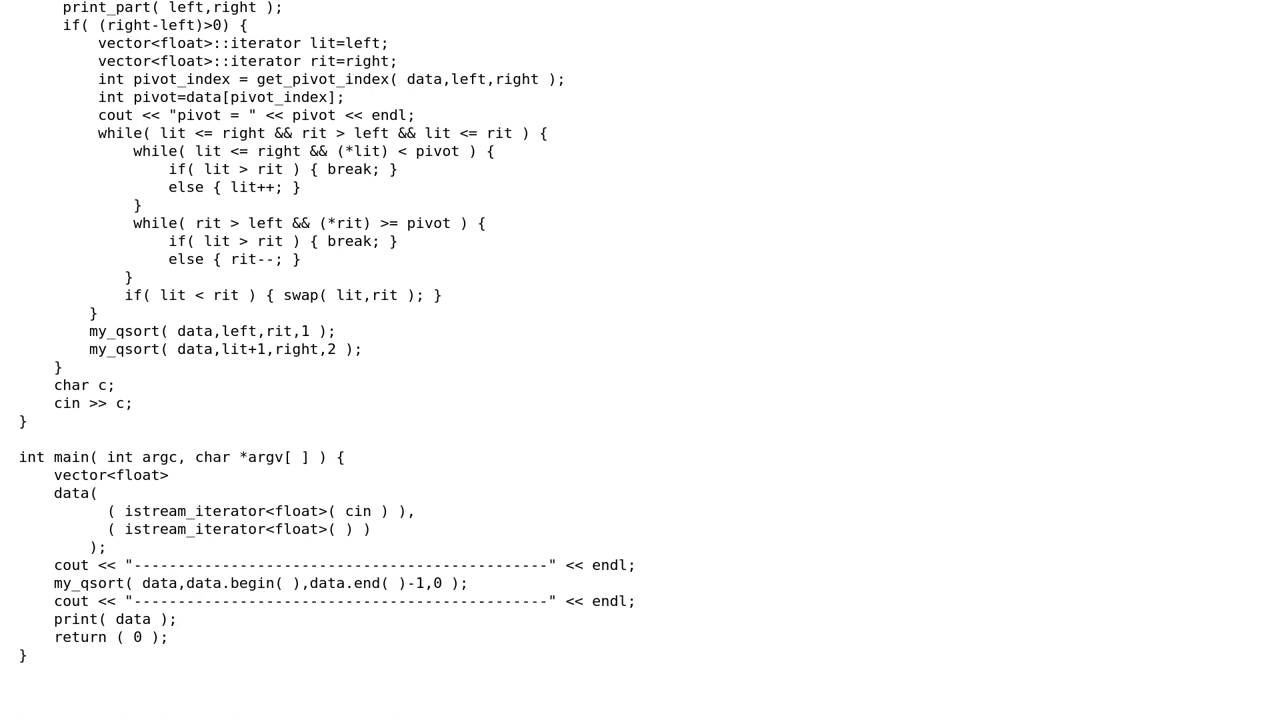 print_part( left,right );
if( (right-left)>0) {
vector<float>::iterator lit=left;
vector<float>::iterator rit=right;
int pivot_index = get_pivot_index( data,left,right );
int pivot=data[pivot_index];
cout << "pivot = " << pivot << endl;
while( lit <= right && rit > left && lit <= rit ) {
while( lit <= right && (*lit) < pivot ) {
if( lit > rit ) { break; }
else { lit++; }
}
while( rit > left && (*rit) >= pivot ) {
if( lit > rit ) { break; }
else { rit--; }
}
if( lit < rit ) { swap( lit,rit ); }
}
my_qsort( data,left,rit,1 );
my_qsort( data,lit+1,right,2 );
}
char c;
cin >> c;
}
int main( int argc, char *argv[ ] ) {
vector<float>
data(
( istream_iterator<float>( cin ) ),
( istream_iterator<float>( ) )
);
cout << "-----------------------------------------------" << endl;
my_qsort( data,data.begin( ),data.end( )-1,0 );
cout << "-----------------------------------------------" << endl;
print( data );
return ( 0 );
}